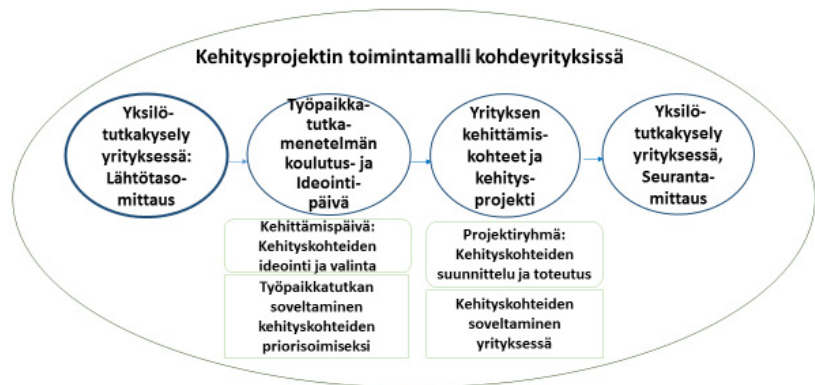 Kehitysprojektin toimintamalli kohdeyrityksissä
Yksilö-
tutkakysely
yrityksessä:
Lähtötaso-
mittaus
Työpaikka-
tutka-
menetelmän
koulutus- ja
Ideointi-
päivä
Yrityksen
kehittämis-
kohteet ja
kehitys-
projekti
Yksilö-
tutkakysely
yrityksessä,
Seuranta-
mittaus
Kehittämispäivä:
Kehityskohteiden
ideointi ja valinta
Työpaikkatutkan
soveltaminen
kehityskohteiden
priorisoimiseksi
Projektiryhmä:
Kehityskohteiden
suunnittelu ja toteutus
Kehityskohteiden
soveltaminen
yrityksessä